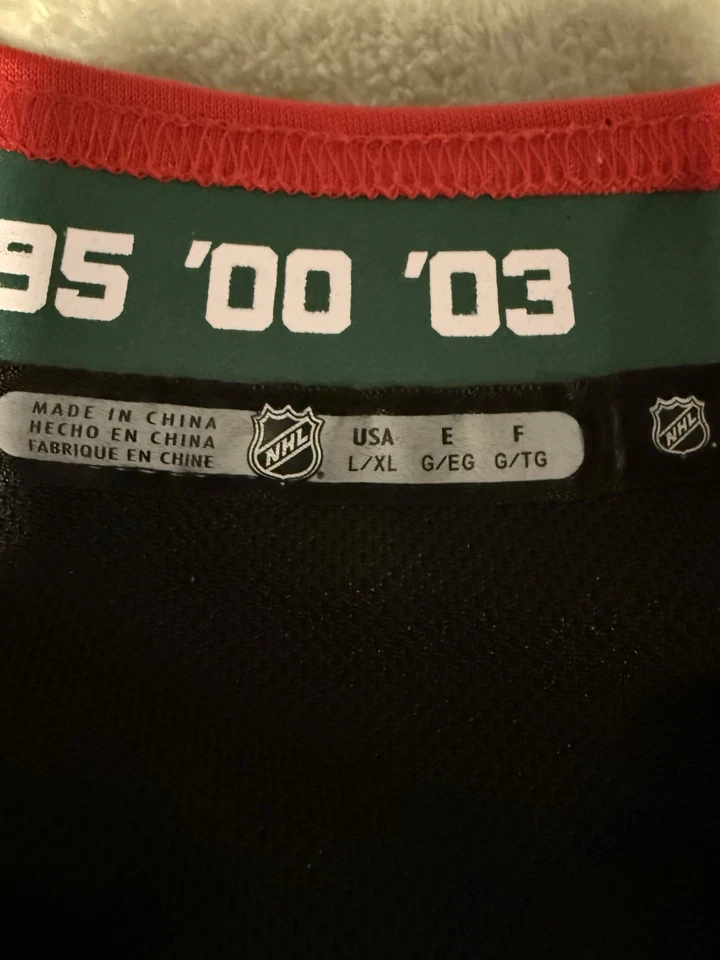 95 '00 '03
MADE IN CHINA
HECHO EN CHINA
FABRIQUE EN CHINE
NHL
USA E F
L/XL G/EG G/TG
NHL